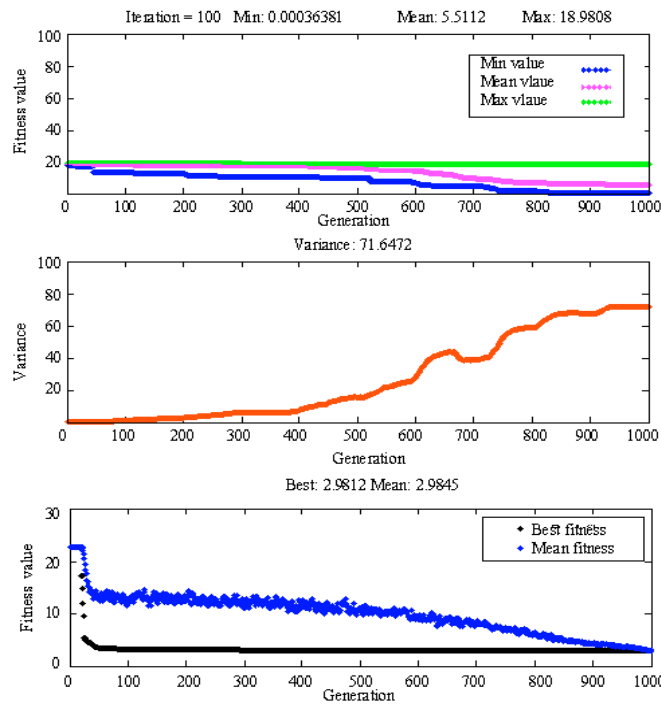 Iteration = 100 Min: 0.00036381 Mean: 5.5112 Max: 18.9808
100
80
60
40
20
Fitness value
Min value
Mean vlaue
Max vlaue
0 100 200 300 400 500 600 700 800 900 1000
Generation
Variance: 71.6472
100
80
60
40
20
Variance
0 100 200 300 400 500 600 700 800 900 1000
Generation
Best: 2.9812 Mean: 2.9845
30
20
10
0
Fitness value
Best fitness
Mean fitness
0 100 200 300 400 500 600 700 800 900 1000
Generation